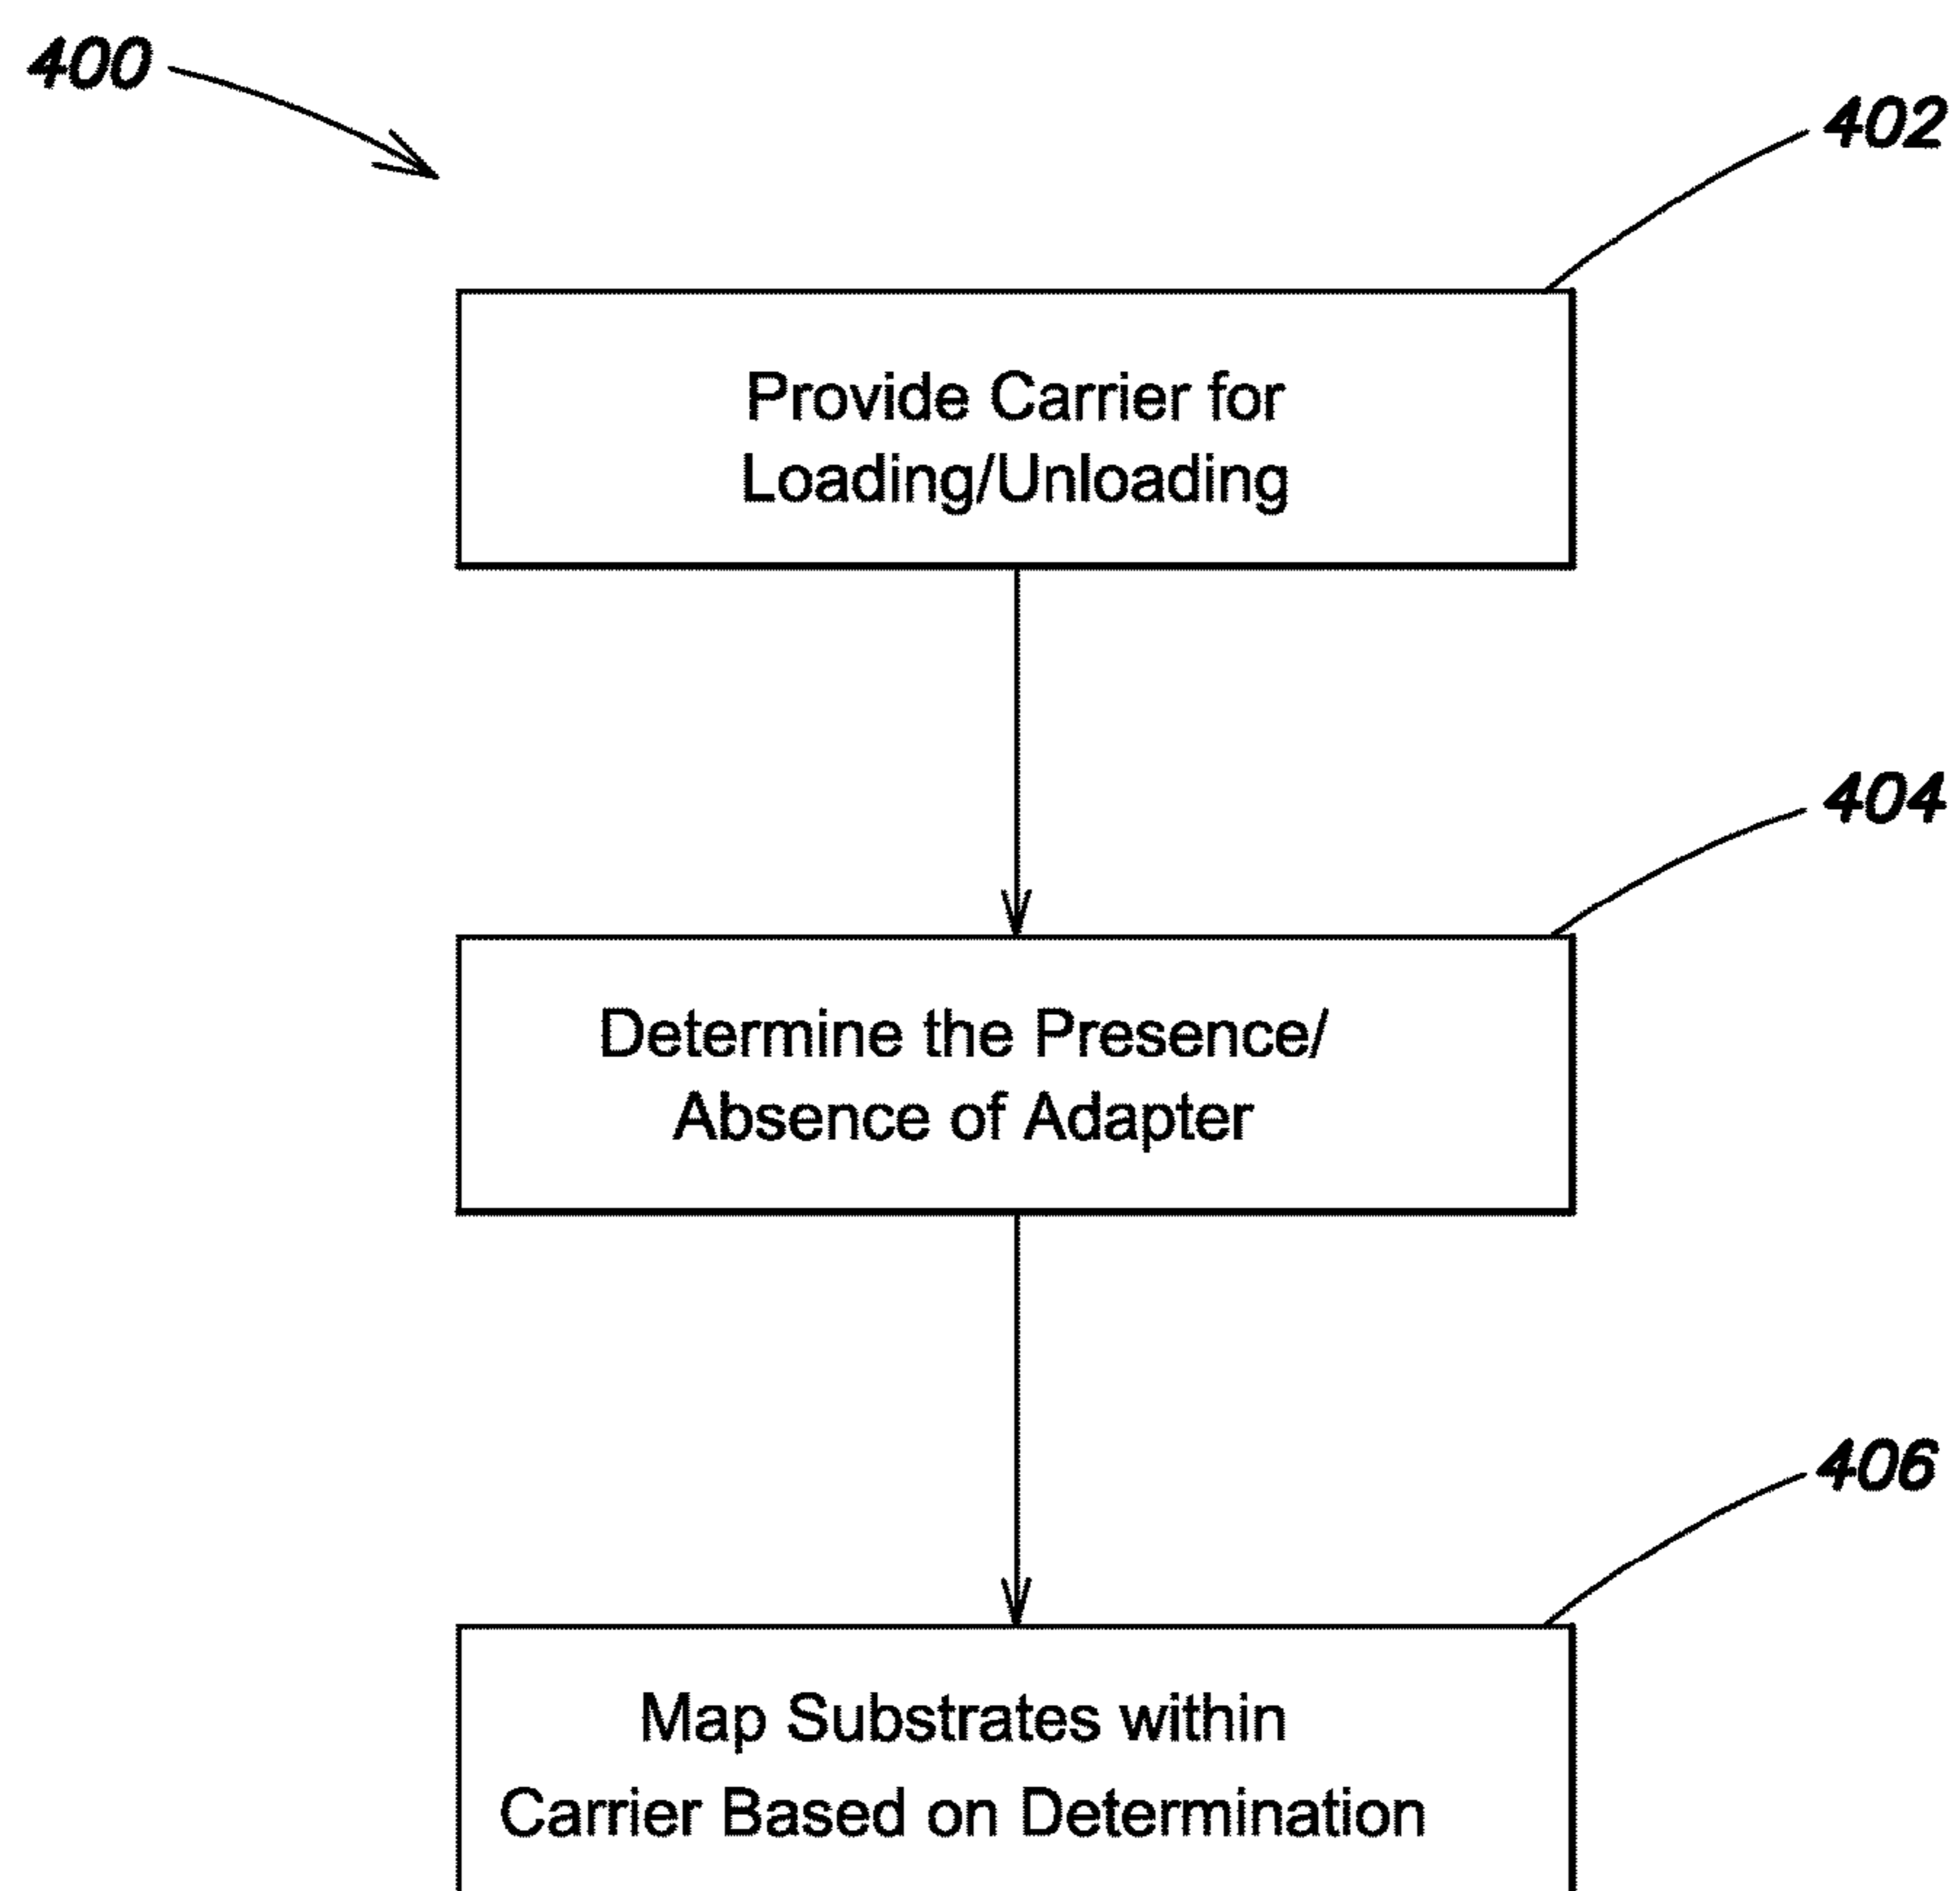 400
402
Provide Carrier for
Loading/Unloading
404
Determine the Presence/
Absence of Adapter
406
Map Substrates within
Carrier Based on Determination